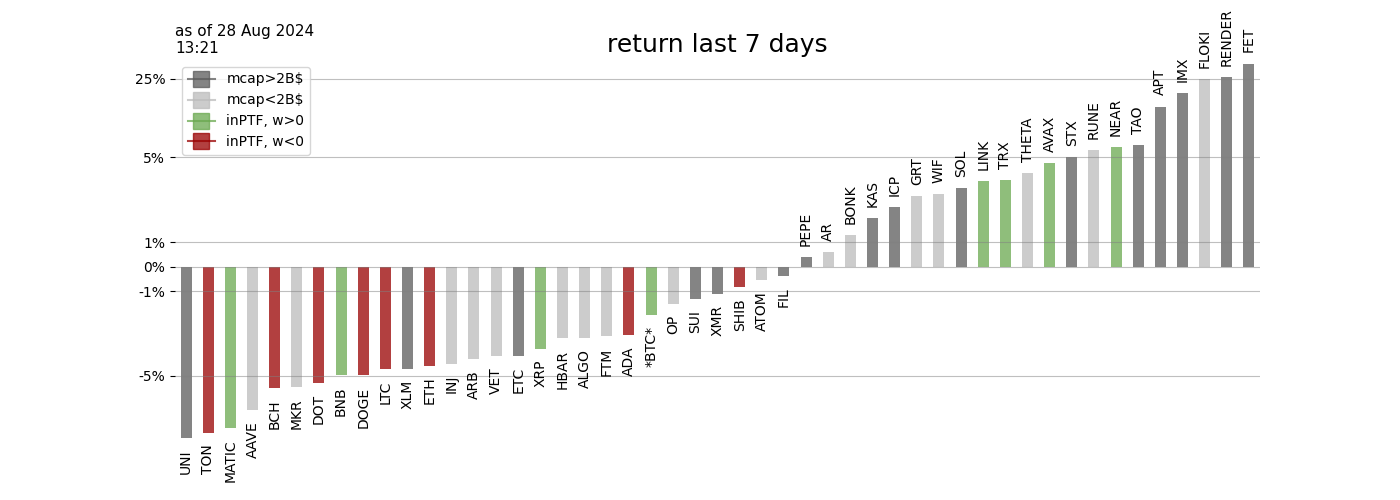 as of 28 Aug 2024
13:21
return last 7 days
25%
5%
1%
0%
-1%
-5%
mcap>2B$
mcap<2B$
inPTF, w>0
inPTF, w<0
UNI
TON
MATIC
AAVE
BCH
MKR
DOT
BNB
DOGE
LTC
XLM
ETH
INJ
ARB
VET
ETC
XRP
HBAR
ALGO
FTM
ADA
*BTC*
OP
SUI
XMR
SHIB
ATOM
FIL
PEPE
AR
BONK
KAS
ICP
GRT
WIF
SOL
LINK
TRX
THETA
AVAX
STX
RUNE
NEAR
TAO
APT
IMX
FLOKI
RENDER
FET